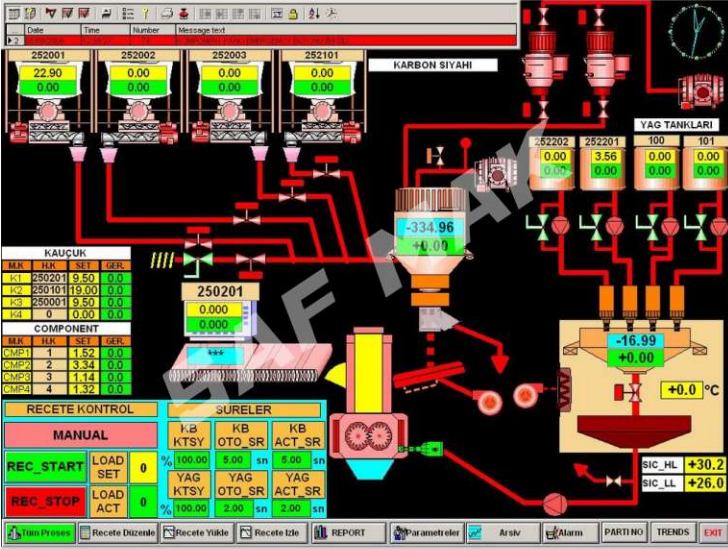 Date Time Number Message text
252001 252002 252003 252101
22.90 0.00 0.00 0.00
0.00 0.00 0.00 0.00
KARBON SIYAHI
YAG TANKLARI
252202 252201 100 101
0.00 3.56 0.00 0.00
0.00 0.00 0.00 0.00
-334.96
+0.00
SAF MAK
KAUÇUK
M.K H.K SET GER.
K1 250201 9.50 0.0
K2 250101 19.00 0.0
K3 250001 9.50 0.0
K4 0 0.00 0.0
COMPONENT
M.K H.K SET GER.
CMP1 1 1.52 0.0
CMP2 2 3.34 0.0
CMP3 3 1.14 0.0
CMP4 4 1.32 0.0
250201
0.000
0.000
***
-16.99
+0.00
+0.0 °C
SIC_HL +30.2
SIC_LL +26.0
RECETE KONTROL
MANUAL
REC_START LOAD SET 0
REC_STOP LOAD ACT 0
SURELER
KB KTSY KB OTO_SR KB ACT_SR
% 100.00 5.00 sn 5.00 sn
YAG KTSY YAG OTO_SR YAG ACT_SR
% 100.00 2.00 sn 2.00 sn
Tüm Proses Recete Düzenle Recete Yükle Recete Izle REPORT Parametreler Arsiv Alarm PARTI NO TRENDS EXIT